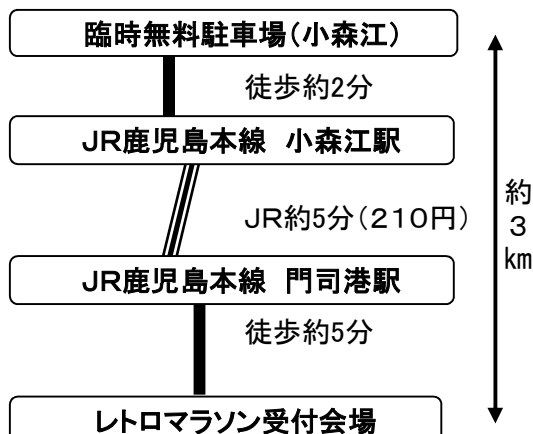 臨時無料駐車場（小森江）
徒歩約2分
ＪＲ鹿児島本線　小森江駅
ＪＲ約5分（２１０円）
約３km
ＪＲ鹿児島本線　門司港駅
徒歩約5分
レトロマラソン受付会場